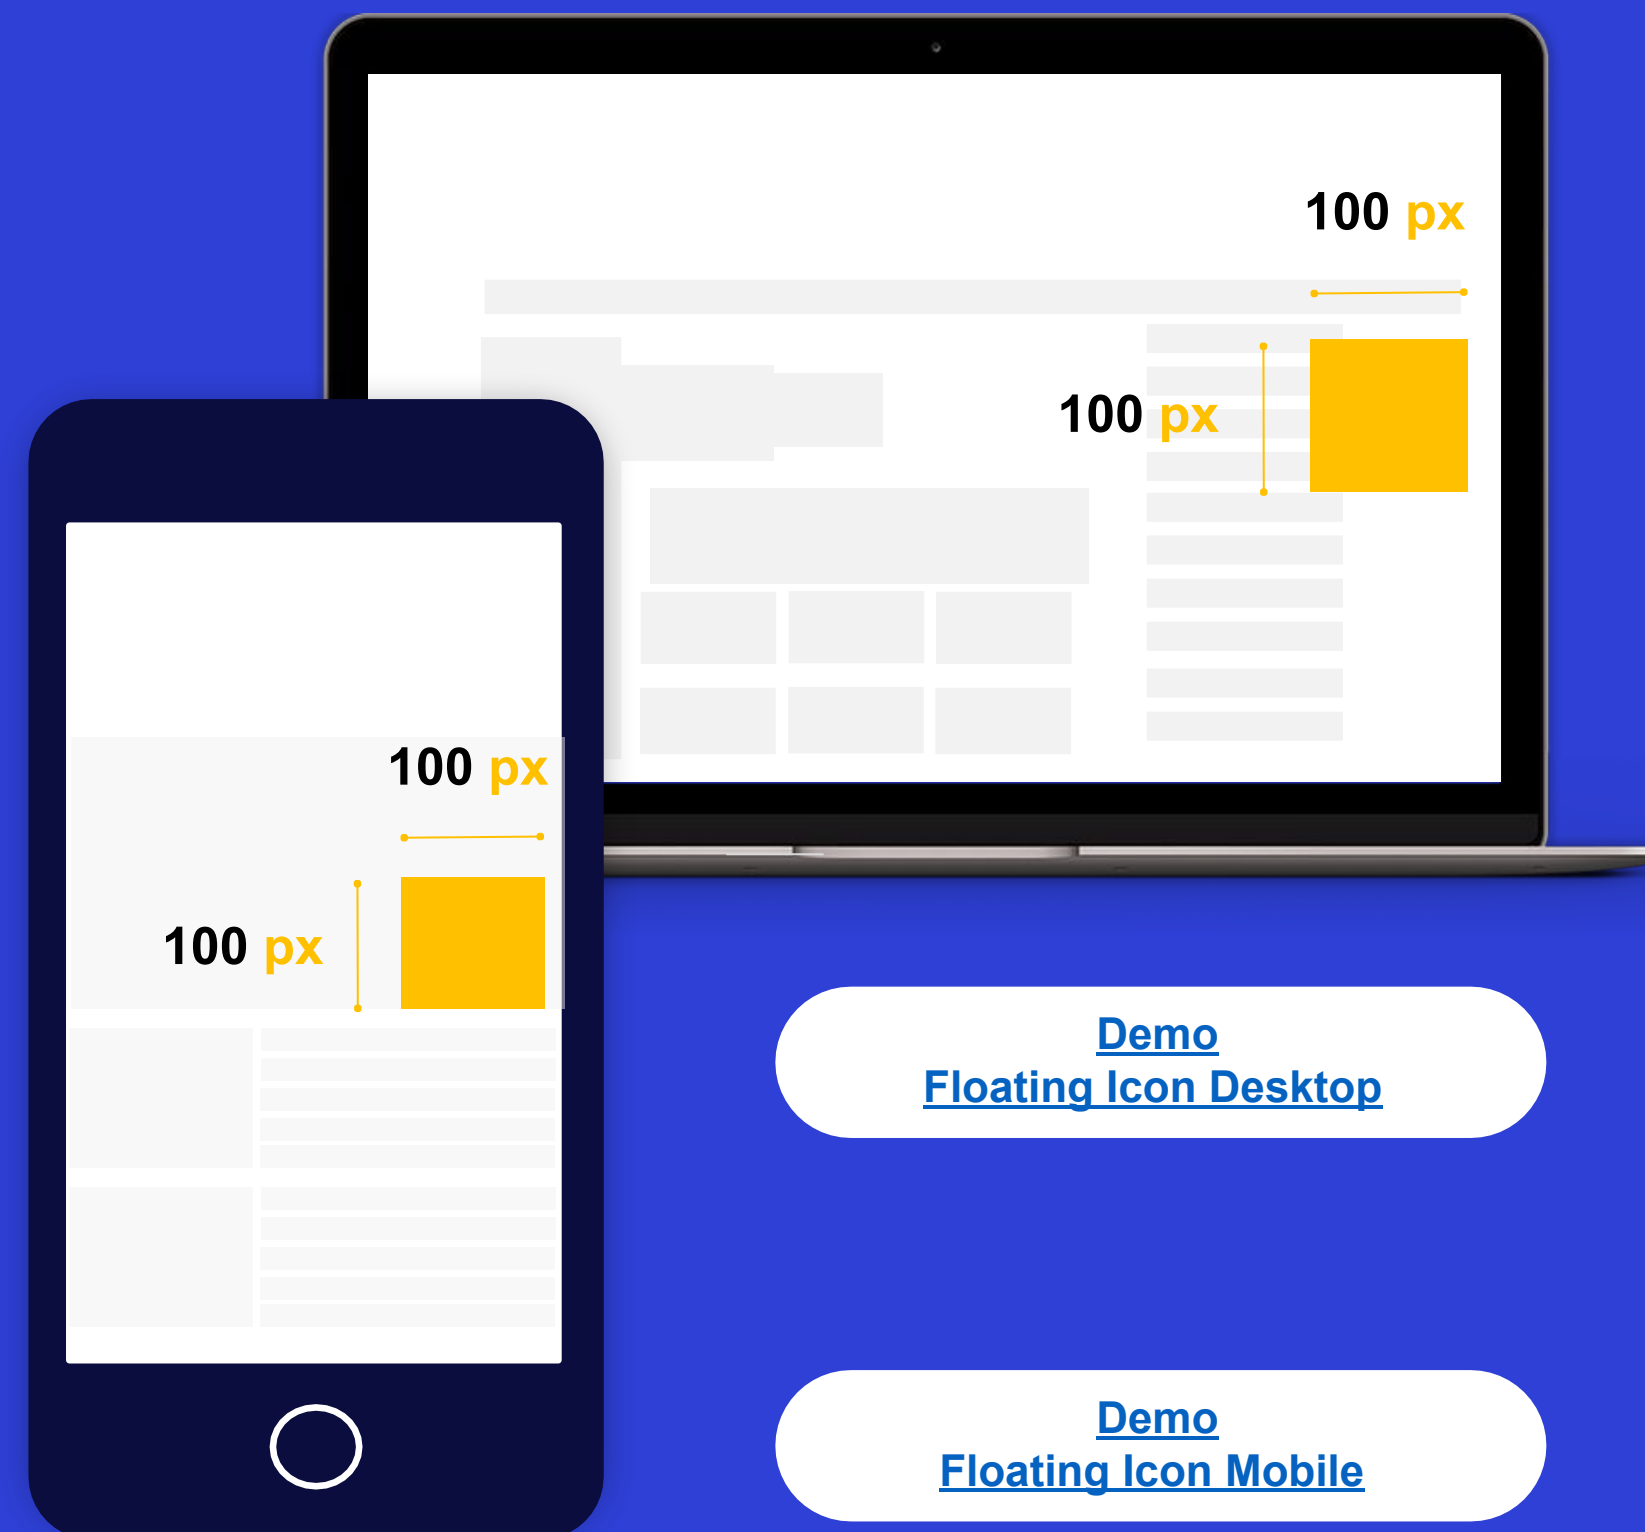 100 px
100 px
100 px
100 px
Demo
Floating Icon Desktop
Demo
Floating Icon Mobile